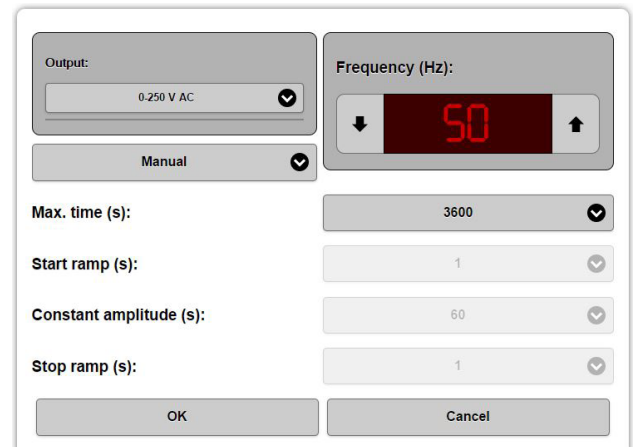 Output:
0-250 V AC
Manual
Frequency (Hz):
50
Max. time (s):
3600
Start ramp (s):
1
Constant amplitude (s):
60
Stop ramp (s):
1
OK
Cancel